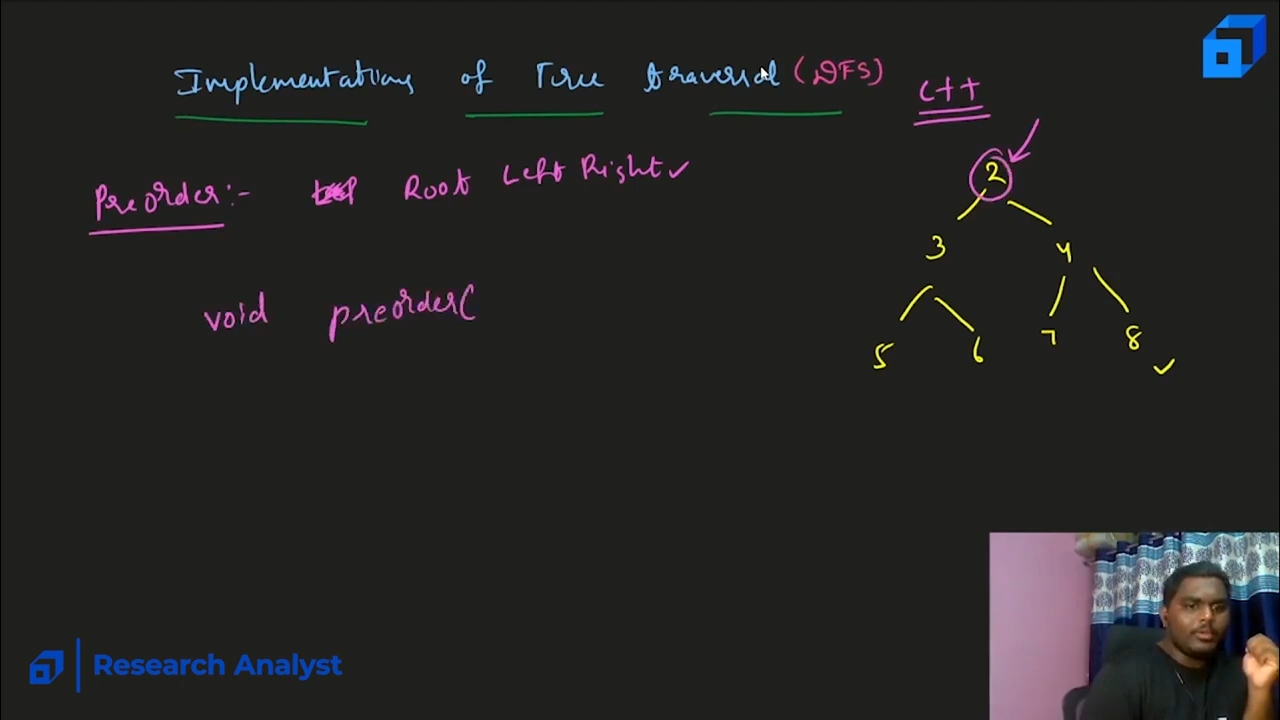 Implementations of Tree traversal (DFS)
C++
Preorder:- Root Left Right ✓
void preorder(
2
3 4
5 6 7 8 ✓
Research Analyst